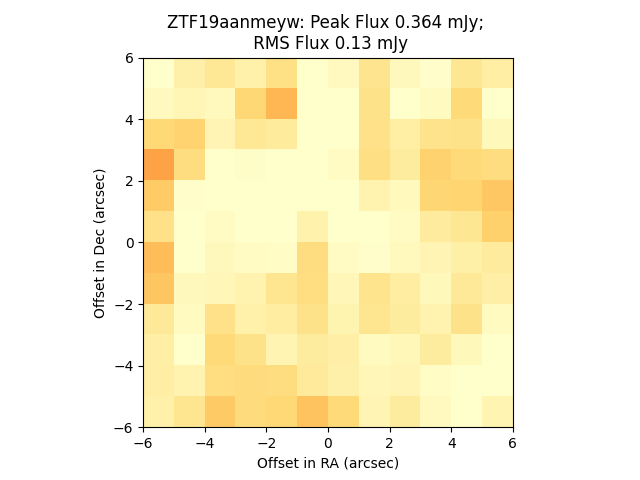 ZTF19aanmeyw: Peak Flux 0.364 mJy;
RMS Flux 0.13 mJy
6
4
2
0
−2
−4
−6
Offset in Dec (arcsec)
−6 −4 −2 0 2 4 6
Offset in RA (arcsec)